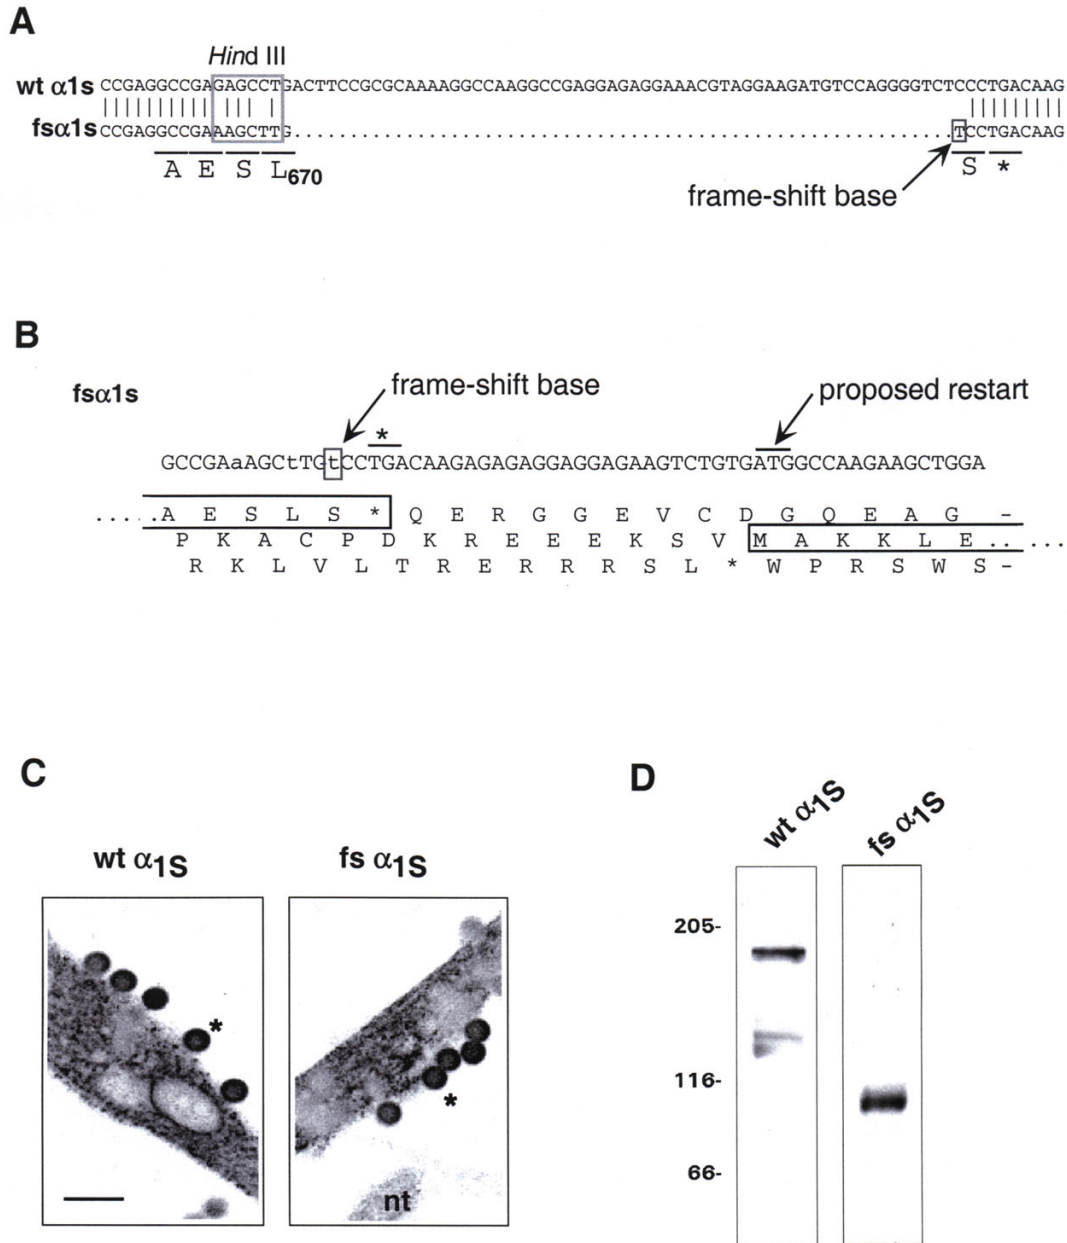 A
Hind III
wt α1s CCGAGGCCGAGAGCCTGACTTCCGCGCAAAAGGCCAAGGCCGAGGAGAGGAAACGTAGGAAGATGTCCAGGGGTCTCCCTGACAAG
fsα1s CCGAGGCCGAAAGCTTG......................................................................TCCTGACAAG
A E S L670 S *
frame-shift base
B
fsα1s
frame-shift base
proposed restart
*
GCCGAaAGCtTGtCCTGACAAGAGAGAGGAGGAGAAGTCTGTGATGGCCAAGAAGCTGGA
.....A E S L S * Q E R G G E V C D G Q E A G -
P K A C P D K R E E E K S V M A K K L E.. ...
R K L V L T R E R R R S L * W P R S W S-
C
wt α1S
fs α1S
*
*
nt
D
wt α1S
fs α1S
205-
116-
66-